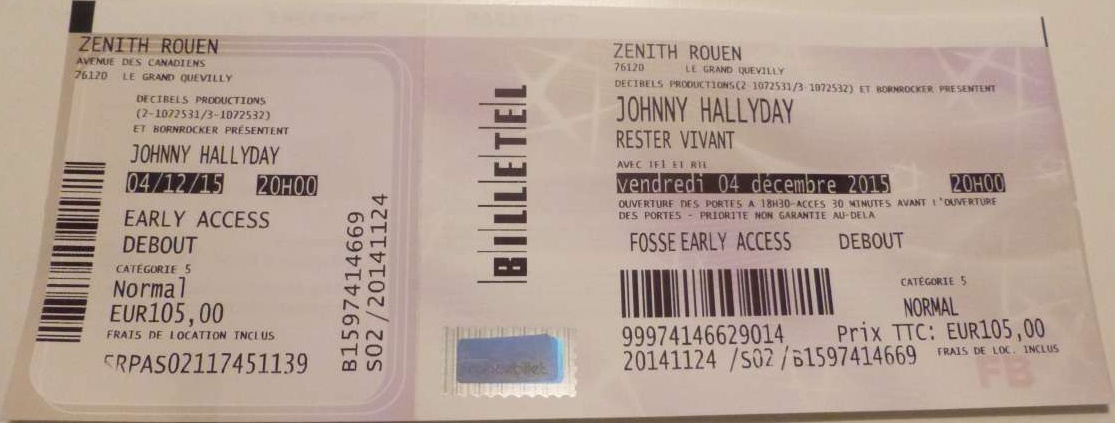 ZENITH ROUEN
AVENUE DES CANADIENS
76120 LE GRAND QUEVILLY
DECIBELS PRODUCTIONS
(2-1072531/3-1072532)
ET BORNROCKER PRÉSENTENT
JOHNNY HALLYDAY
04/12/15 20H00
EARLY ACCESS
DEBOUT
CATÉGORIE 5
Normal
EUR105,00
FRAIS DE LOCATION INCLUS
SRPAS02117451139
B1597414669
S02 /20141124
BILLETEL
ZENITH ROUEN
76120 LE GRAND QUEVILLY
DECIBELS PRODUCTIONS(2-1072531/3-1072532) ET BORNROCKER PRESENTENT
JOHNNY HALLYDAY
RESTER VIVANT
AVEC TF1 ET RTL
vendredi 04 décembre 2015 20H00
OUVERTURE DES PORTES A 18H30-ACCES 30 MINUTES AVANT l'OUVERTURE
DES PORTES - PRIORITE NON GARANTIE AU-DELA
FOSSE EARLY ACCESS DEBOUT
CATÉGORIE 5
NORMAL
99974146629014 Prix TTC: EUR105,00
20141124 /S02 /B1597414669 FRAIS DE LOC. INCLUS
FB